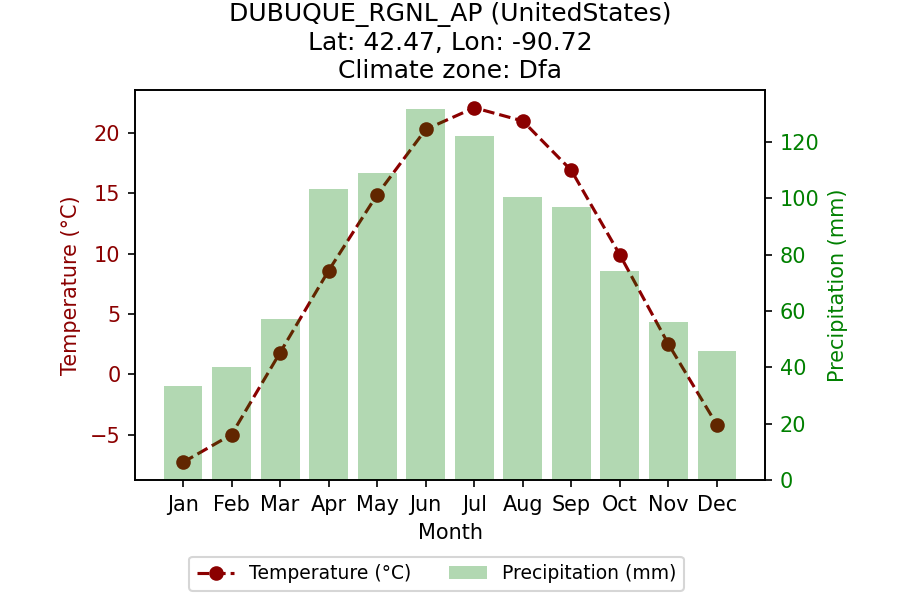 DUBUQUE_RGNL_AP (UnitedStates)
Lat: 42.47, Lon: -90.72
Climate zone: Dfa
20
15
10
5
0
−5
Temperature (°C)
120
100
80
60
40
20
0
Precipitation (mm)
Jan Feb Mar Apr May Jun Jul Aug Sep Oct Nov Dec
Month
Temperature (°C) Precipitation (mm)